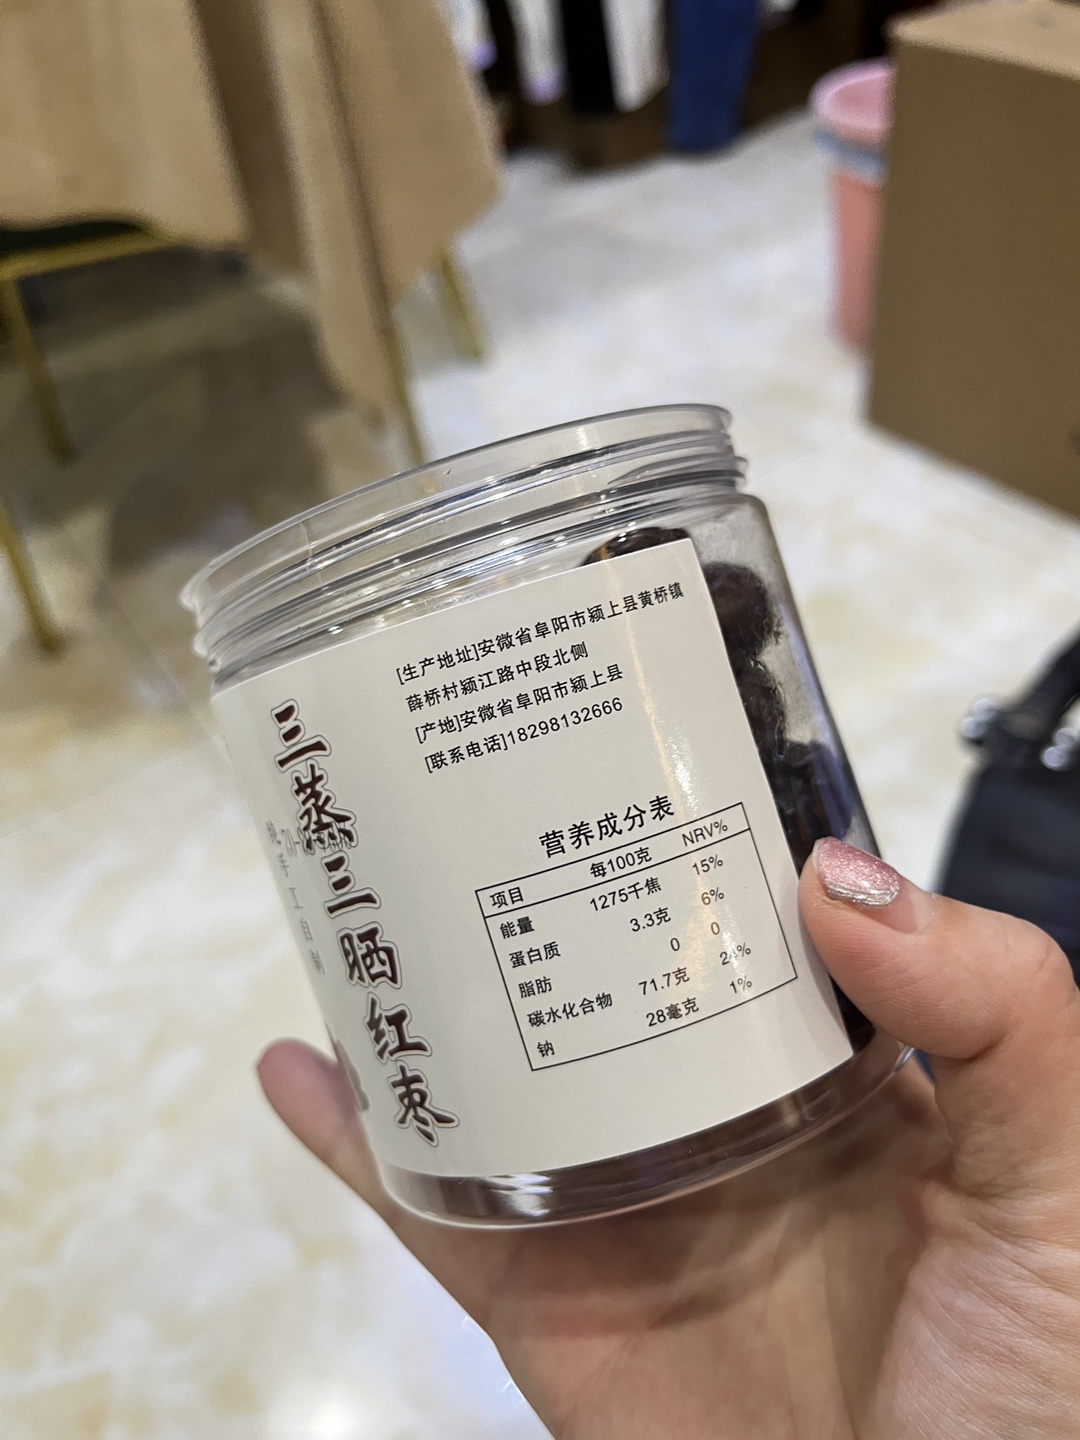 三蒸三晒红枣
纯手工自制
[生产地址]安微省阜阳市颍上县黄桥镇
薛桥村颍江路中段北侧
[产地]安微省阜阳市颍上县
[联系电话]18298132666
营养成分表
项目 每100克 NRV%
能量 1275千焦 15%
蛋白质 3.3克 6%
脂肪 0 0
碳水化合物 71.7克 24%
钠 28毫克 1%